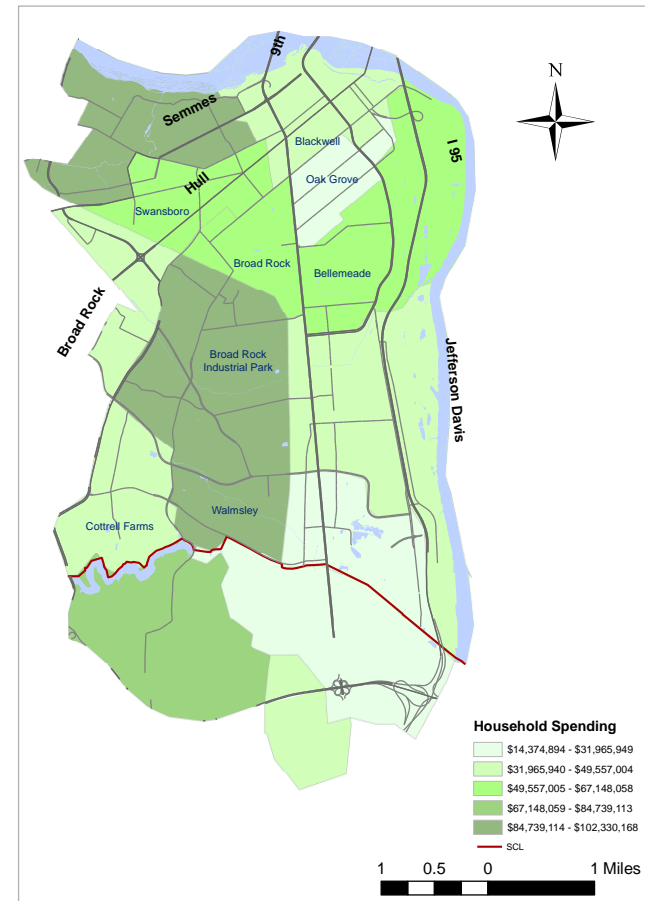 9th
N
Semmes
Blackwell
I 95
Oak Grove
Hull
Swansboro
Broad Rock
Bellemeade
Broad Rock
Jefferson Davis
Broad Rock
Industrial Park
Walmsley
Cottrell Farms
Household Spending
$14,374,894 - $31,965,949
$31,965,940 - $49,557,004
$49,557,005 - $67,148,058
$67,148,059 - $84,739,113
$84,739,114 - $102,330,168
SCL
1 0.5 0 1 Miles